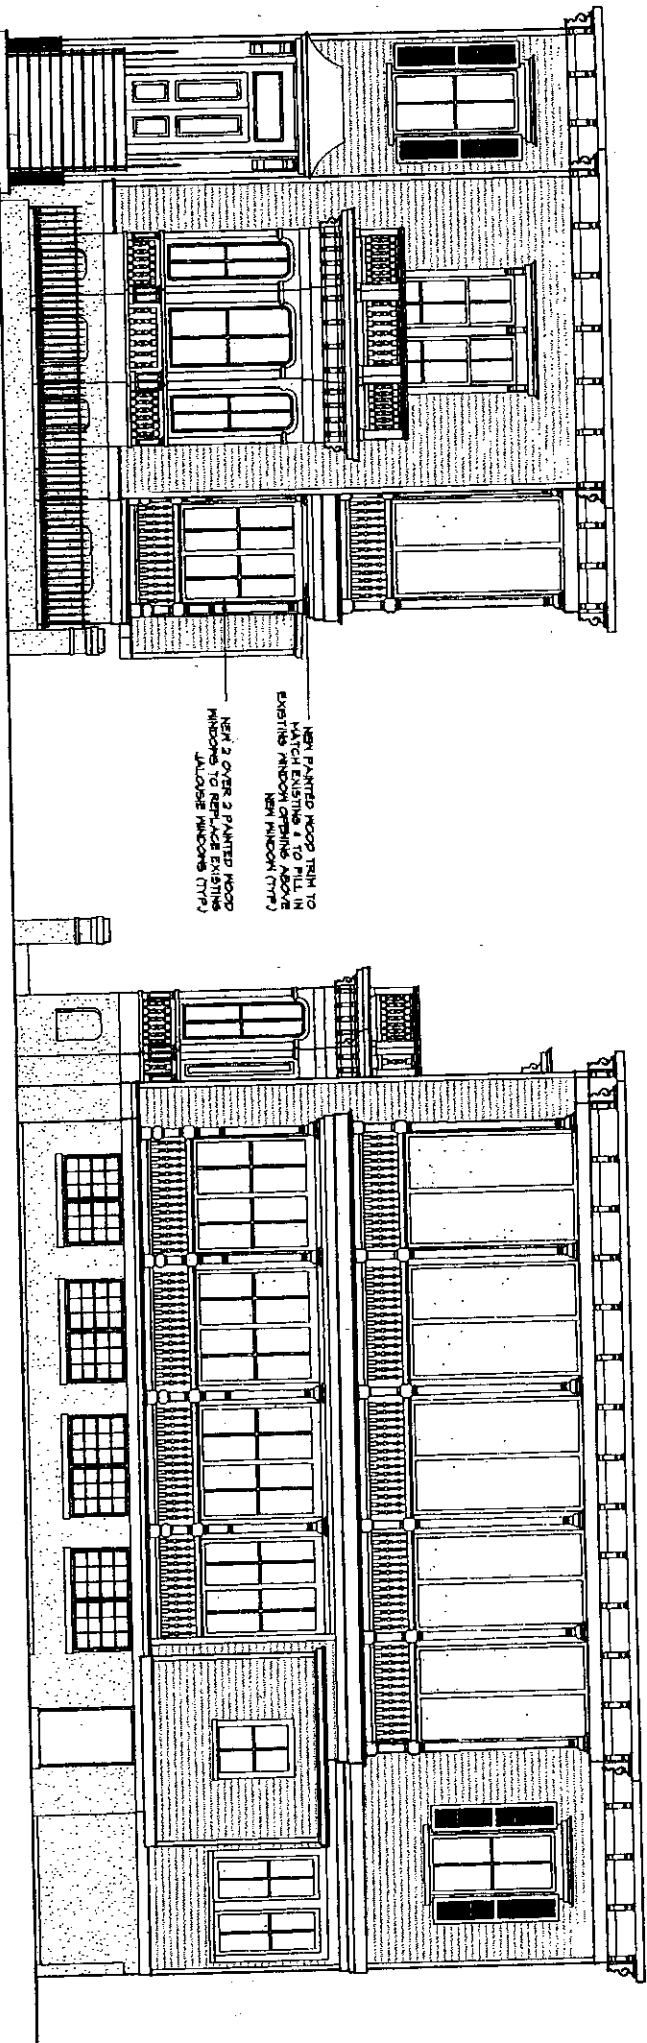 NEW PAINTED WOOD TRIM TO
MATCH EXISTING & TO FILL IN
EXISTING WINDOW OPENING ABOVE
NEW WINDOW (TYP.)
NEW 2 OVER 2 PAINTED WOOD
WINDOWS TO REPLACE EXISTING
JALOUSIE WINDOWS (TYP.)